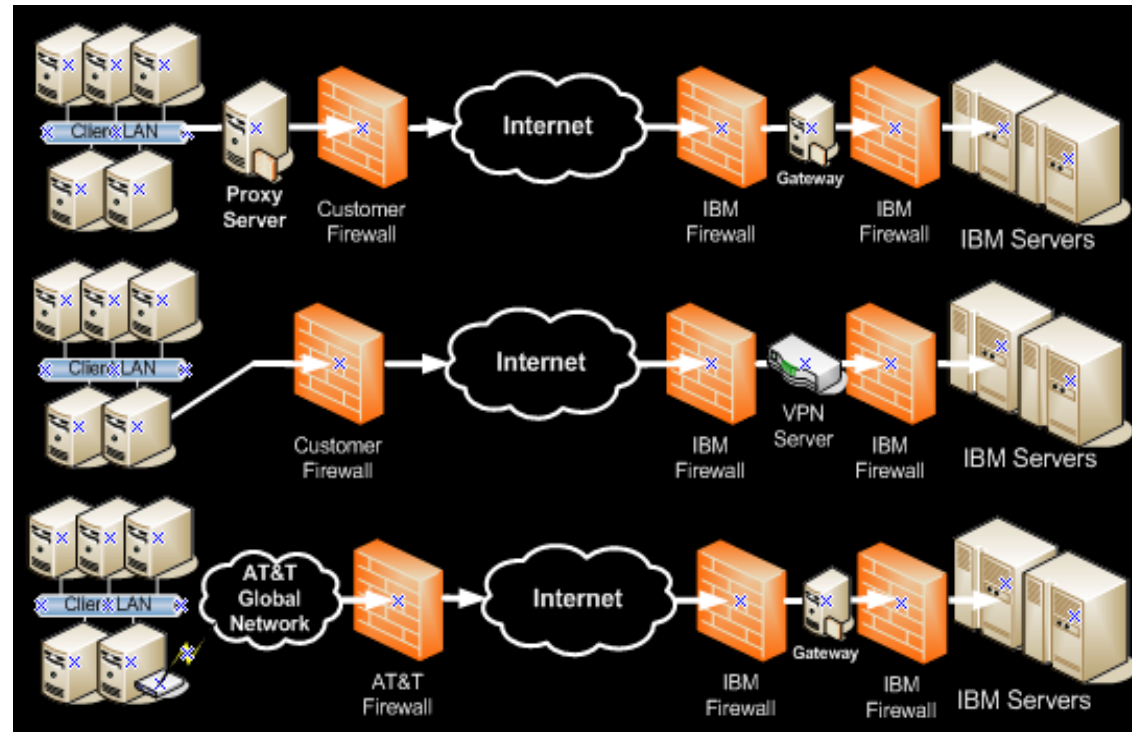 Client LAN
Proxy
Server
Customer
Firewall
Internet
IBM
Firewall
Gateway
IBM
Firewall
IBM Servers
Client LAN
Customer
Firewall
Internet
IBM
Firewall
VPN
Server
IBM
Firewall
IBM Servers
Client LAN
AT&T
Global
Network
AT&T
Firewall
Internet
IBM
Firewall
Gateway
IBM
Firewall
IBM Servers